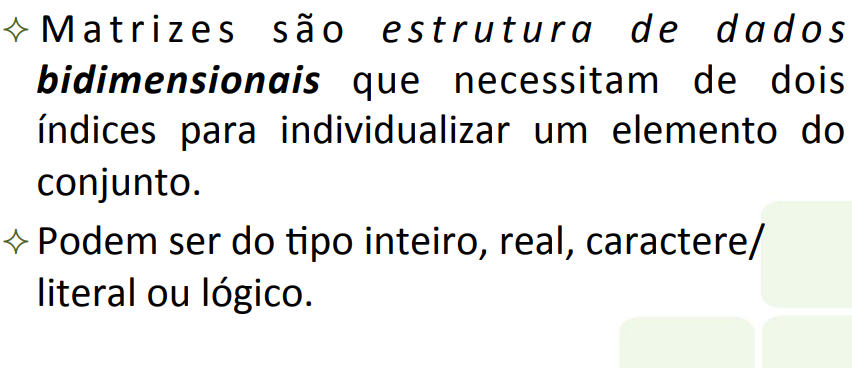 Matrizes são estrutura de dados
bidimensionais que necessitam de dois
índices para individualizar um elemento do
conjunto.
Podem ser do tipo inteiro, real, caractere/
literal ou lógico.